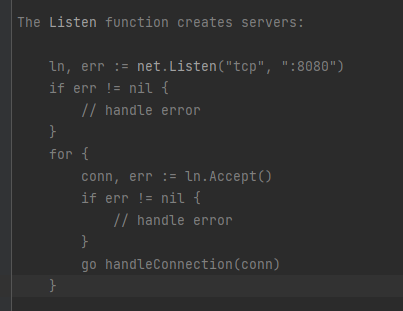 The Listen function creates servers:
ln, err := net.Listen("tcp", ":8080")
if err != nil {
// handle error
}
for {
conn, err := ln.Accept()
if err != nil {
// handle error
}
go handleConnection(conn)
}